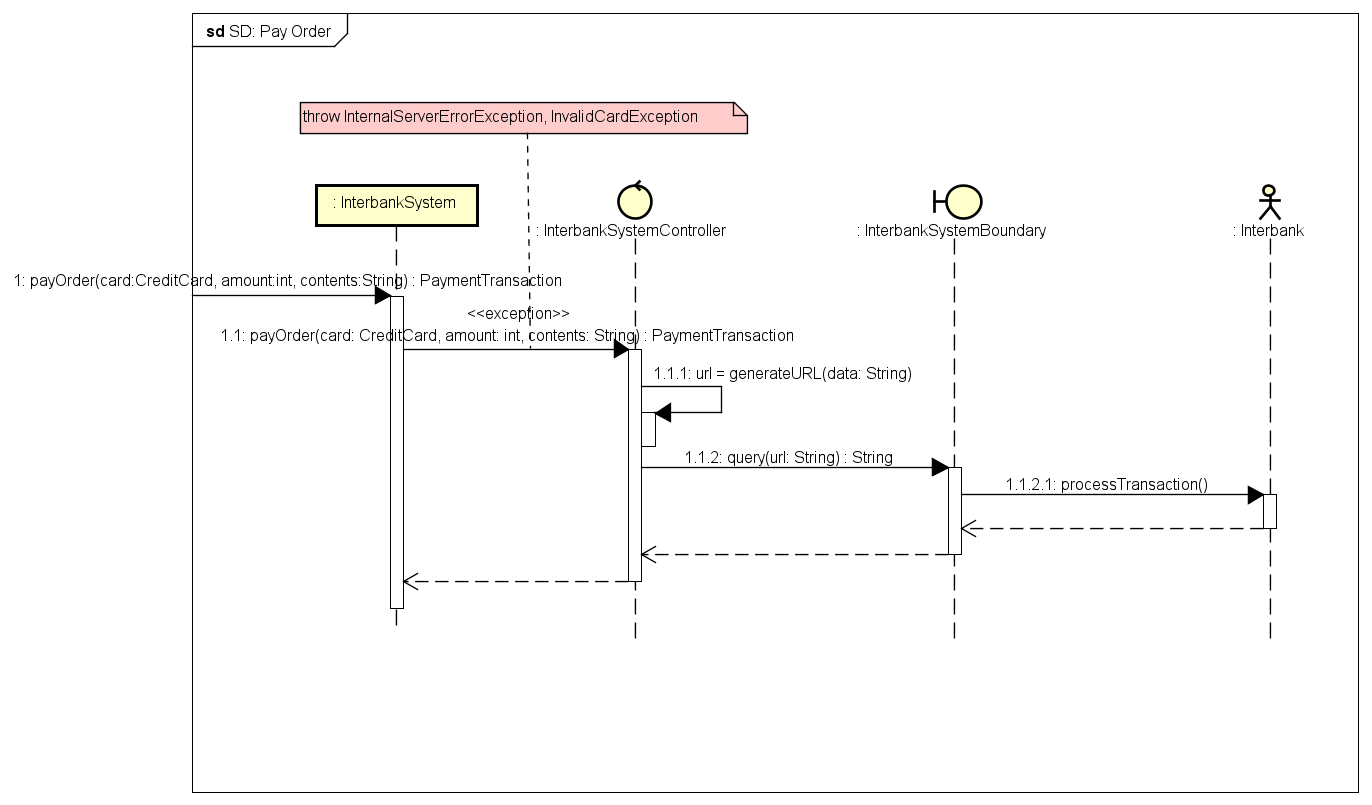 sd SD: Pay Order
throw InternalServerErrorException, InvalidCardException
: InterbankSystem
: InterbankSystemController
: InterbankSystemBoundary
: Interbank
1: payOrder(card:CreditCard, amount:int, contents:String) : PaymentTransaction
<<exception>>
1.1: payOrder(card: CreditCard, amount: int, contents: String) : PaymentTransaction
1.1.1: url = generateURL(data: String)
1.1.2: query(url: String) : String
1.1.2.1: processTransaction()